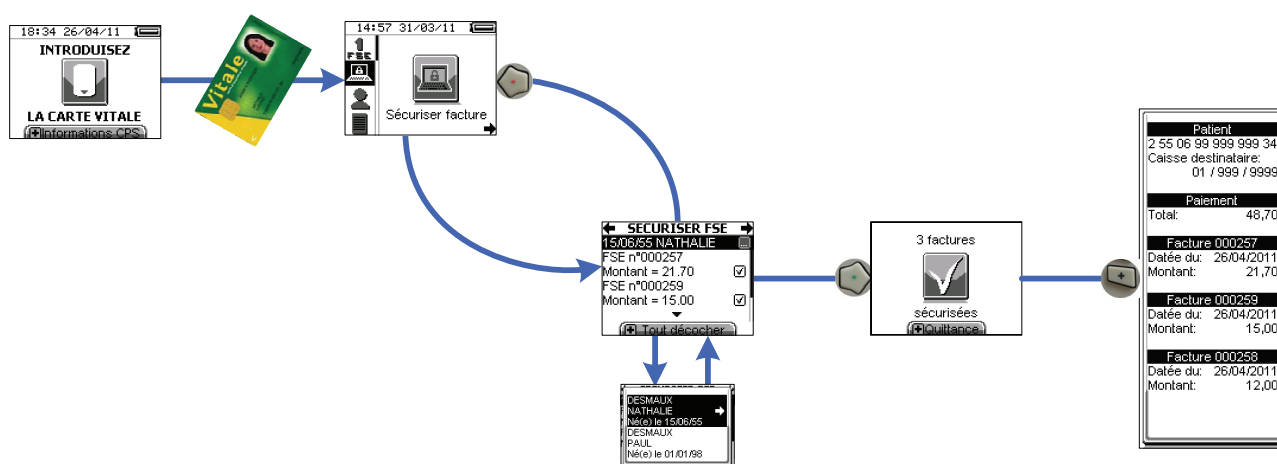 18:34 26/04/11
INTRODUISEZ
LA CARTE VITALE
+Informations CPS
Vitale
14:57 31/03/11
FSE
Sécuriser facture
SECURISER FSE
15/06/55 NATHALIE ...
FSE n°000257
Montant = 21.70
FSE n°000259
Montant = 15.00
+ Tout décocher
DESMAUX
NATHALIE
Né(e) le 15/06/55
DESMAUX
PAUL
Né(e) le 01/01/98
3 factures
sécurisées
+Quittance
+
Patient
2 55 06 99 999 999 34
Caisse destinataire:
01 / 999 / 9999
Paiement
Total: 48,70
Facture 000257
Datée du: 26/04/2011
Montant: 21,70
Facture 000259
Datée du: 26/04/2011
Montant: 15,00
Facture 000258
Datée du: 26/04/2011
Montant: 12,00